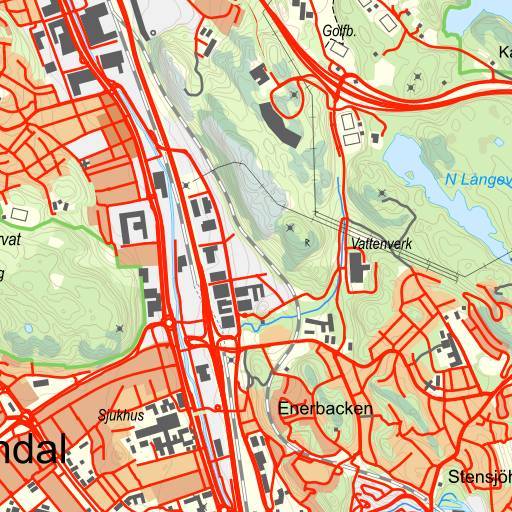 Golfb.
Ka
N Långev
rvat
g
Vattenverk
Sjukhus
Enerbacken
ndal
Stensjöh
R